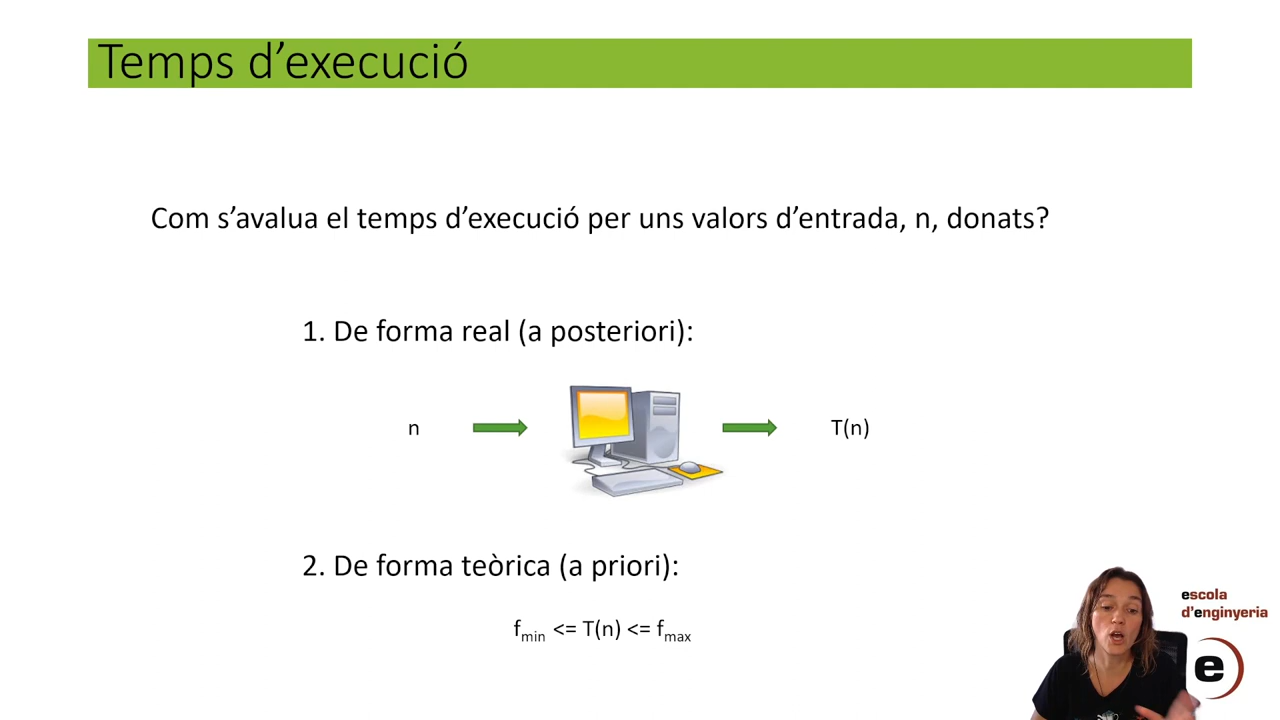 Temps d’execució
Com s’avalua el temps d’execució per uns valors d’entrada, n, donats?
1. De forma real (a posteriori):
n
T(n)
2. De forma teòrica (a priori):
fmin <= T(n) <= fmax
escola
d’enginyeria
e